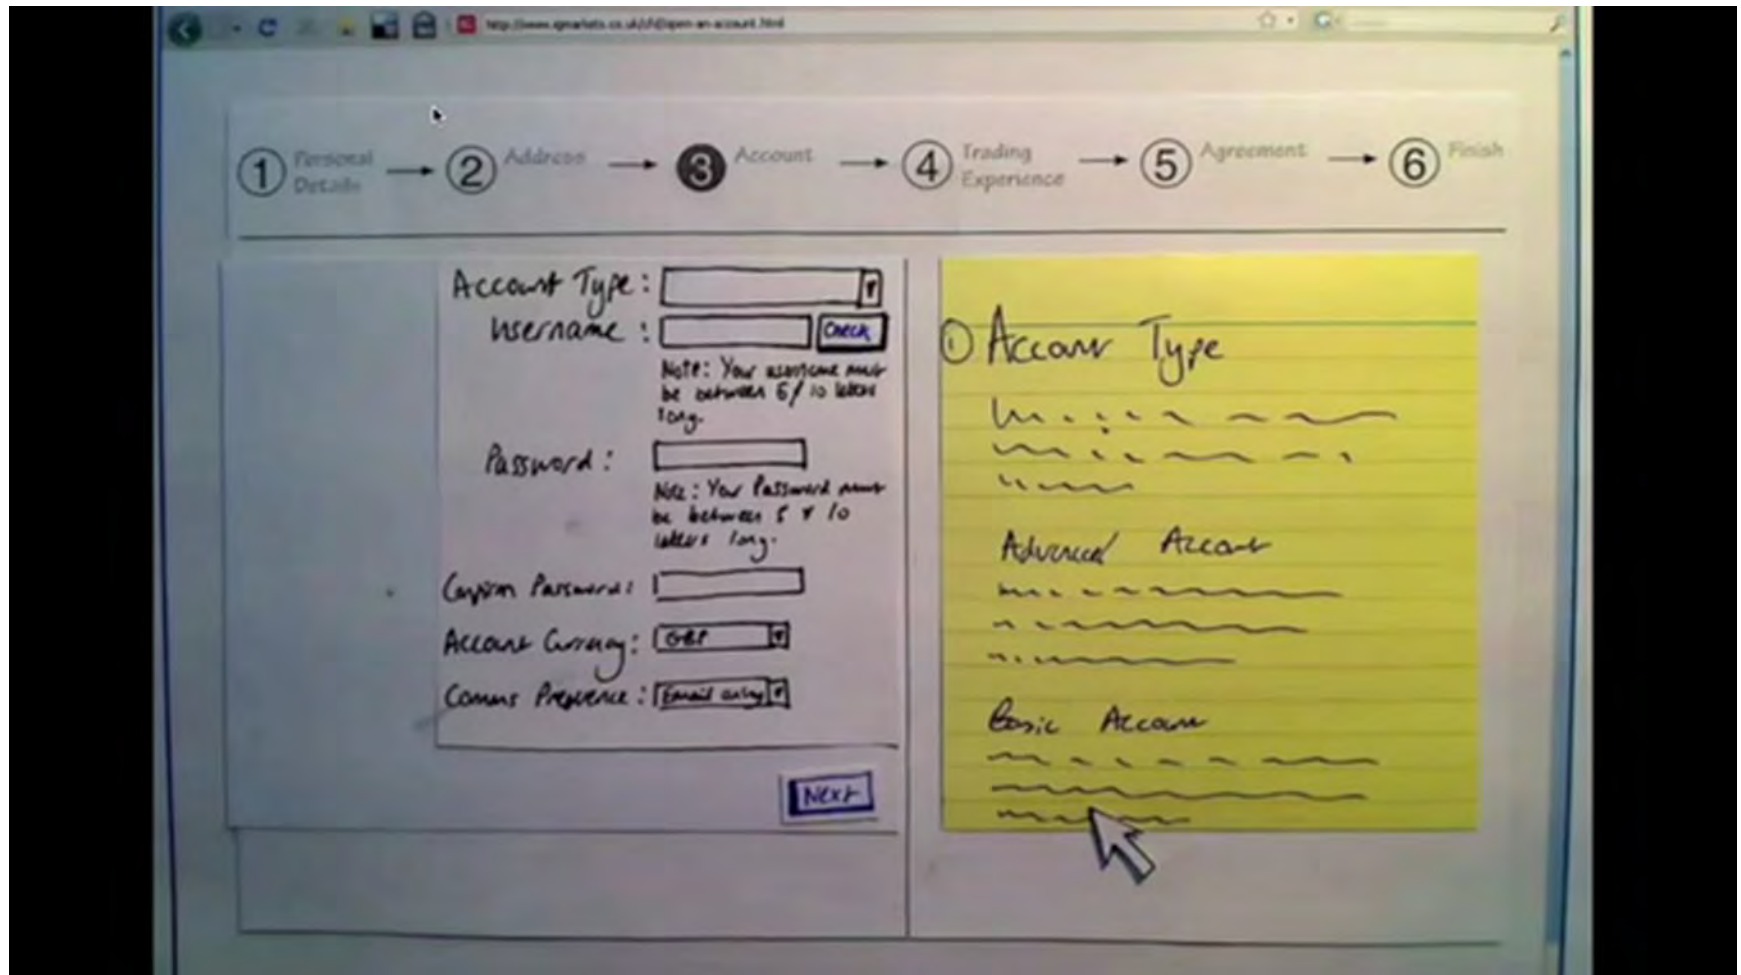 1 Personal Details
2 Address
3 Account
4 Trading Experience
5 Agreement
6 Finish
Account Type:
Username: Check
Note: Your username must
be between 5/10 letters
long.
Password:
Note: Your Password must
be between 5 & 10
letters long.
Confirm Password:
Account Currency: GBP
Comms Preference: Email only
Next
① Account Type
Advanced Account
Basic Account